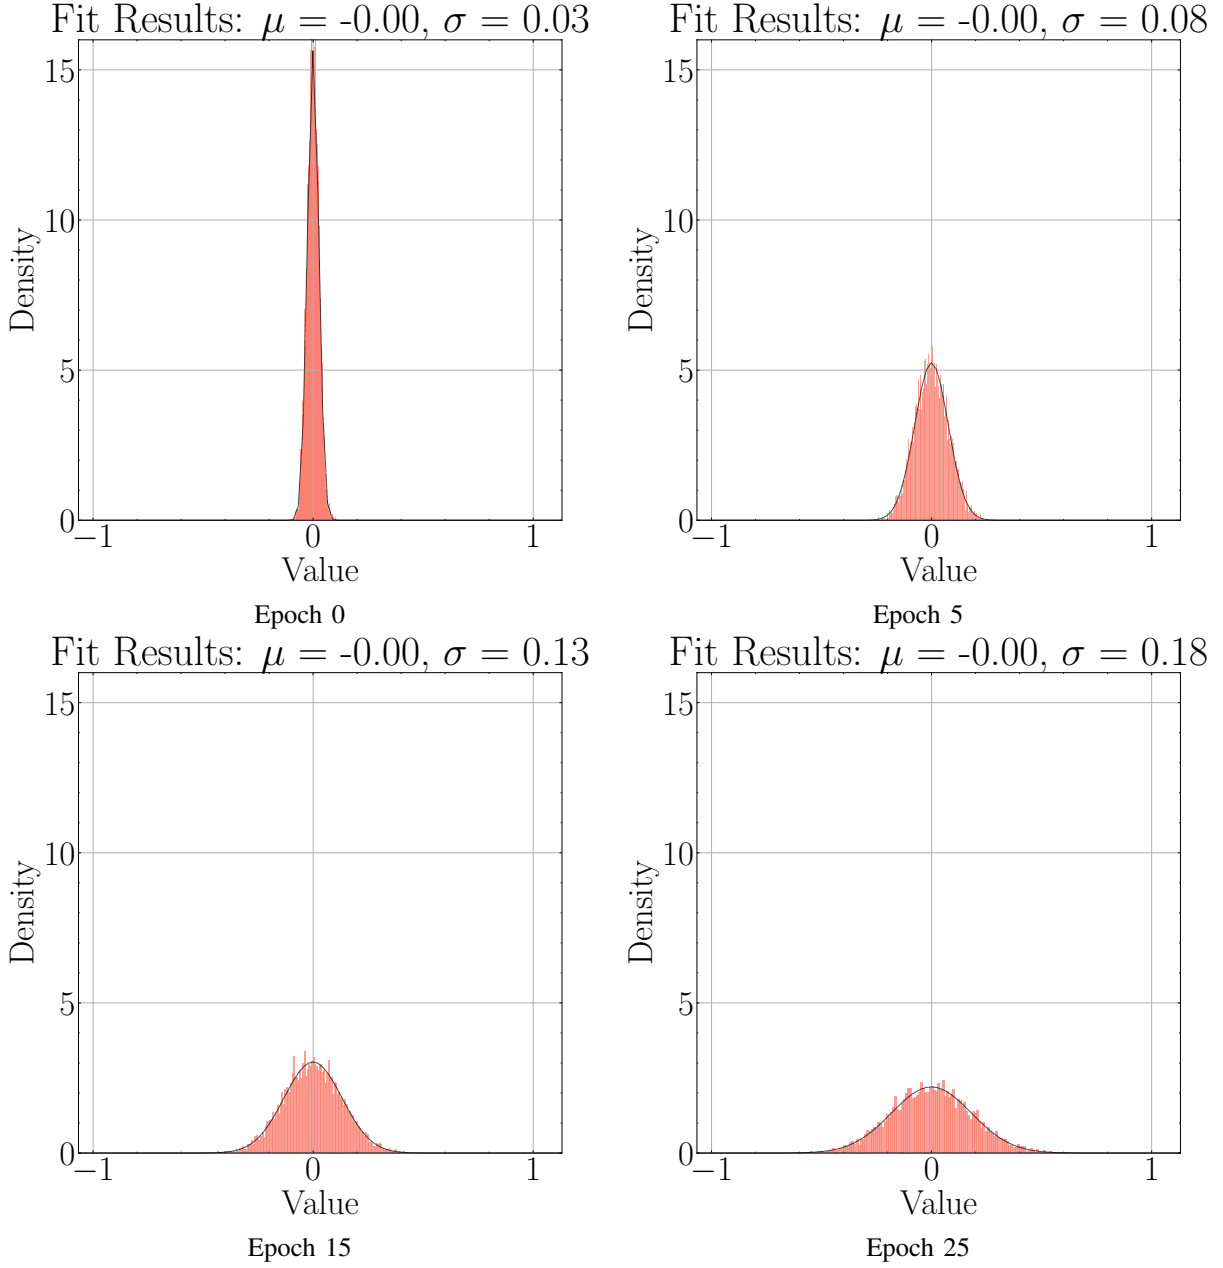 Fit Results: μ = -0.00, σ = 0.03
15
10
5
0
Density
−1 0 1
Value
Epoch 0
Fit Results: μ = -0.00, σ = 0.08
15
10
5
0
Density
−1 0 1
Value
Epoch 5
Fit Results: μ = -0.00, σ = 0.13
15
10
5
0
Density
−1 0 1
Value
Epoch 15
Fit Results: μ = -0.00, σ = 0.18
15
10
5
0
Density
−1 0 1
Value
Epoch 25